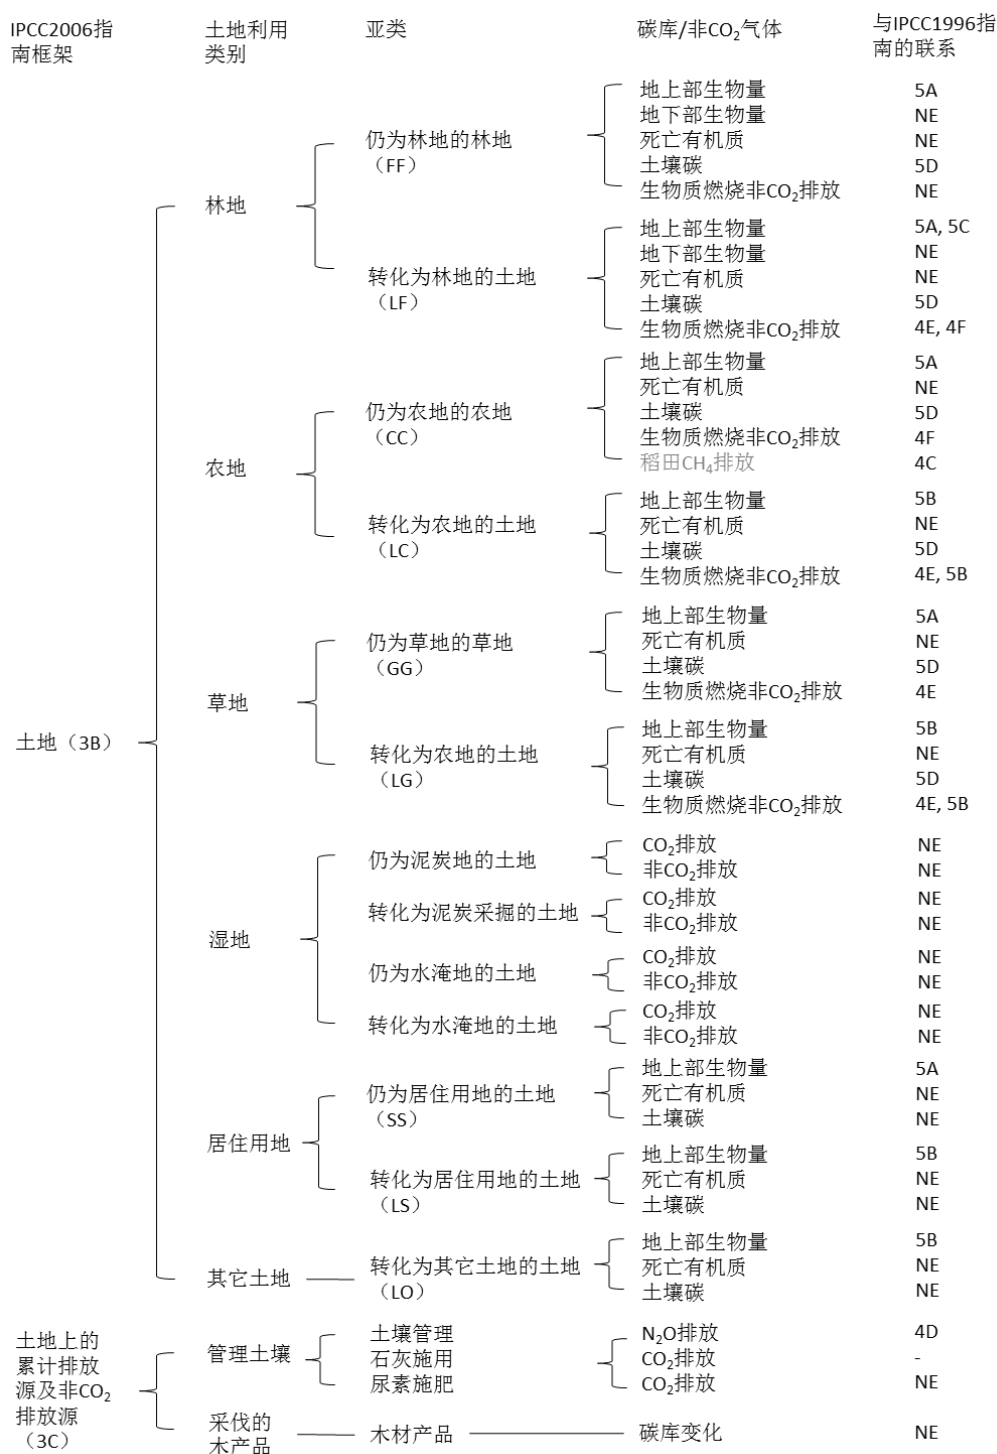 IPCC2006指
南框架
土地利用
类别
亚类
碳库/非CO₂气体
与IPCC1996指
南的联系
土地（3B）
林地
仍为林地的林地
（FF）
地上部生物量 5A
地下部生物量 NE
死亡有机质 NE
土壤碳 5D
生物质燃烧非CO₂排放 NE
转化为林地的土地
（LF）
地上部生物量 5A, 5C
地下部生物量 NE
死亡有机质 NE
土壤碳 5D
生物质燃烧非CO₂排放 4E, 4F
农地
仍为农地的农地
（CC）
地上部生物量 5A
死亡有机质 NE
土壤碳 5D
生物质燃烧非CO₂排放 4F
稻田CH₄排放 4C
转化为农地的土地
（LC）
地上部生物量 5B
死亡有机质 NE
土壤碳 5D
生物质燃烧非CO₂排放 4E, 5B
草地
仍为草地的草地
（GG）
地上部生物量 5A
死亡有机质 NE
土壤碳 5D
生物质燃烧非CO₂排放 4E
转化为农地的土地
（LG）
地上部生物量 5B
死亡有机质 NE
土壤碳 5D
生物质燃烧非CO₂排放 4E, 5B
湿地
仍为泥炭地的土地
CO₂排放 NE
非CO₂排放 NE
转化为泥炭采掘的土地
CO₂排放 NE
非CO₂排放 NE
仍为水淹地的土地
CO₂排放 NE
非CO₂排放 NE
转化为水淹地的土地
CO₂排放 NE
非CO₂排放 NE
居住用地
仍为居住用地的土地
（SS）
地上部生物量 5A
死亡有机质 NE
土壤碳 NE
转化为居住用地的土地
（LS）
地上部生物量 5B
死亡有机质 NE
土壤碳 NE
其它土地
转化为其它土地的土地
（LO）
地上部生物量 5B
死亡有机质 NE
土壤碳 NE
土地上的
累计排放
源及非CO₂
排放源
（3C）
管理土壤
土壤管理 N₂O排放 4D
石灰施用 CO₂排放 -
尿素施肥 CO₂排放 NE
采伐的
木产品
木材产品 碳库变化 NE